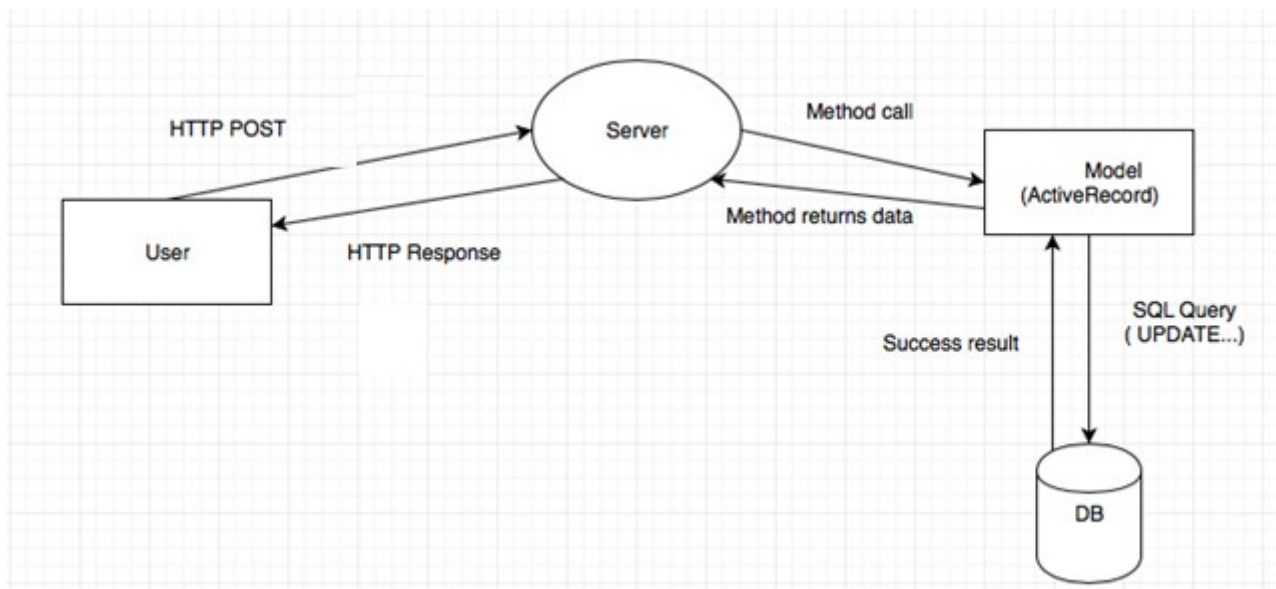 HTTP POST
Server
Method call
Model
(ActiveRecord)
Method returns data
User
HTTP Response
SQL Query
( UPDATE...)
Success result
DB